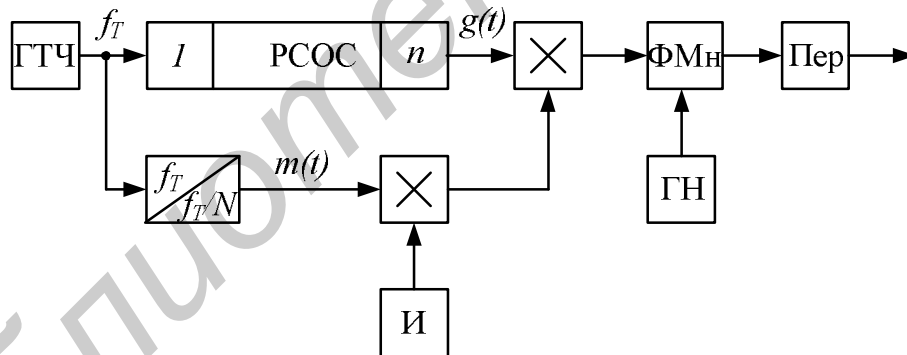 f_T
g(t)
ГТЧ
1
РСОС
n
ФМн
Пер
f_T
f_T/N
m(t)
ГН
И